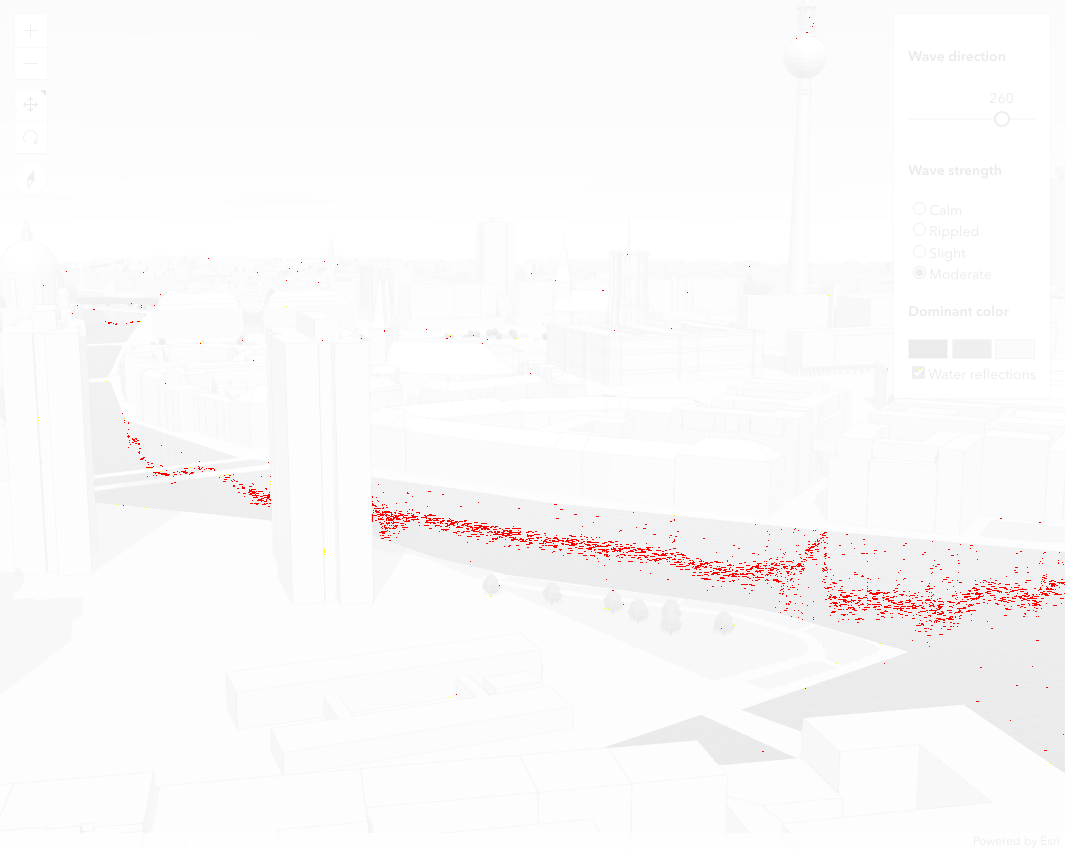 Wave direction
260
Wave strength
Calm
Rippled
Slight
Moderate
Dominant color
Water reflections
Powered by Esri